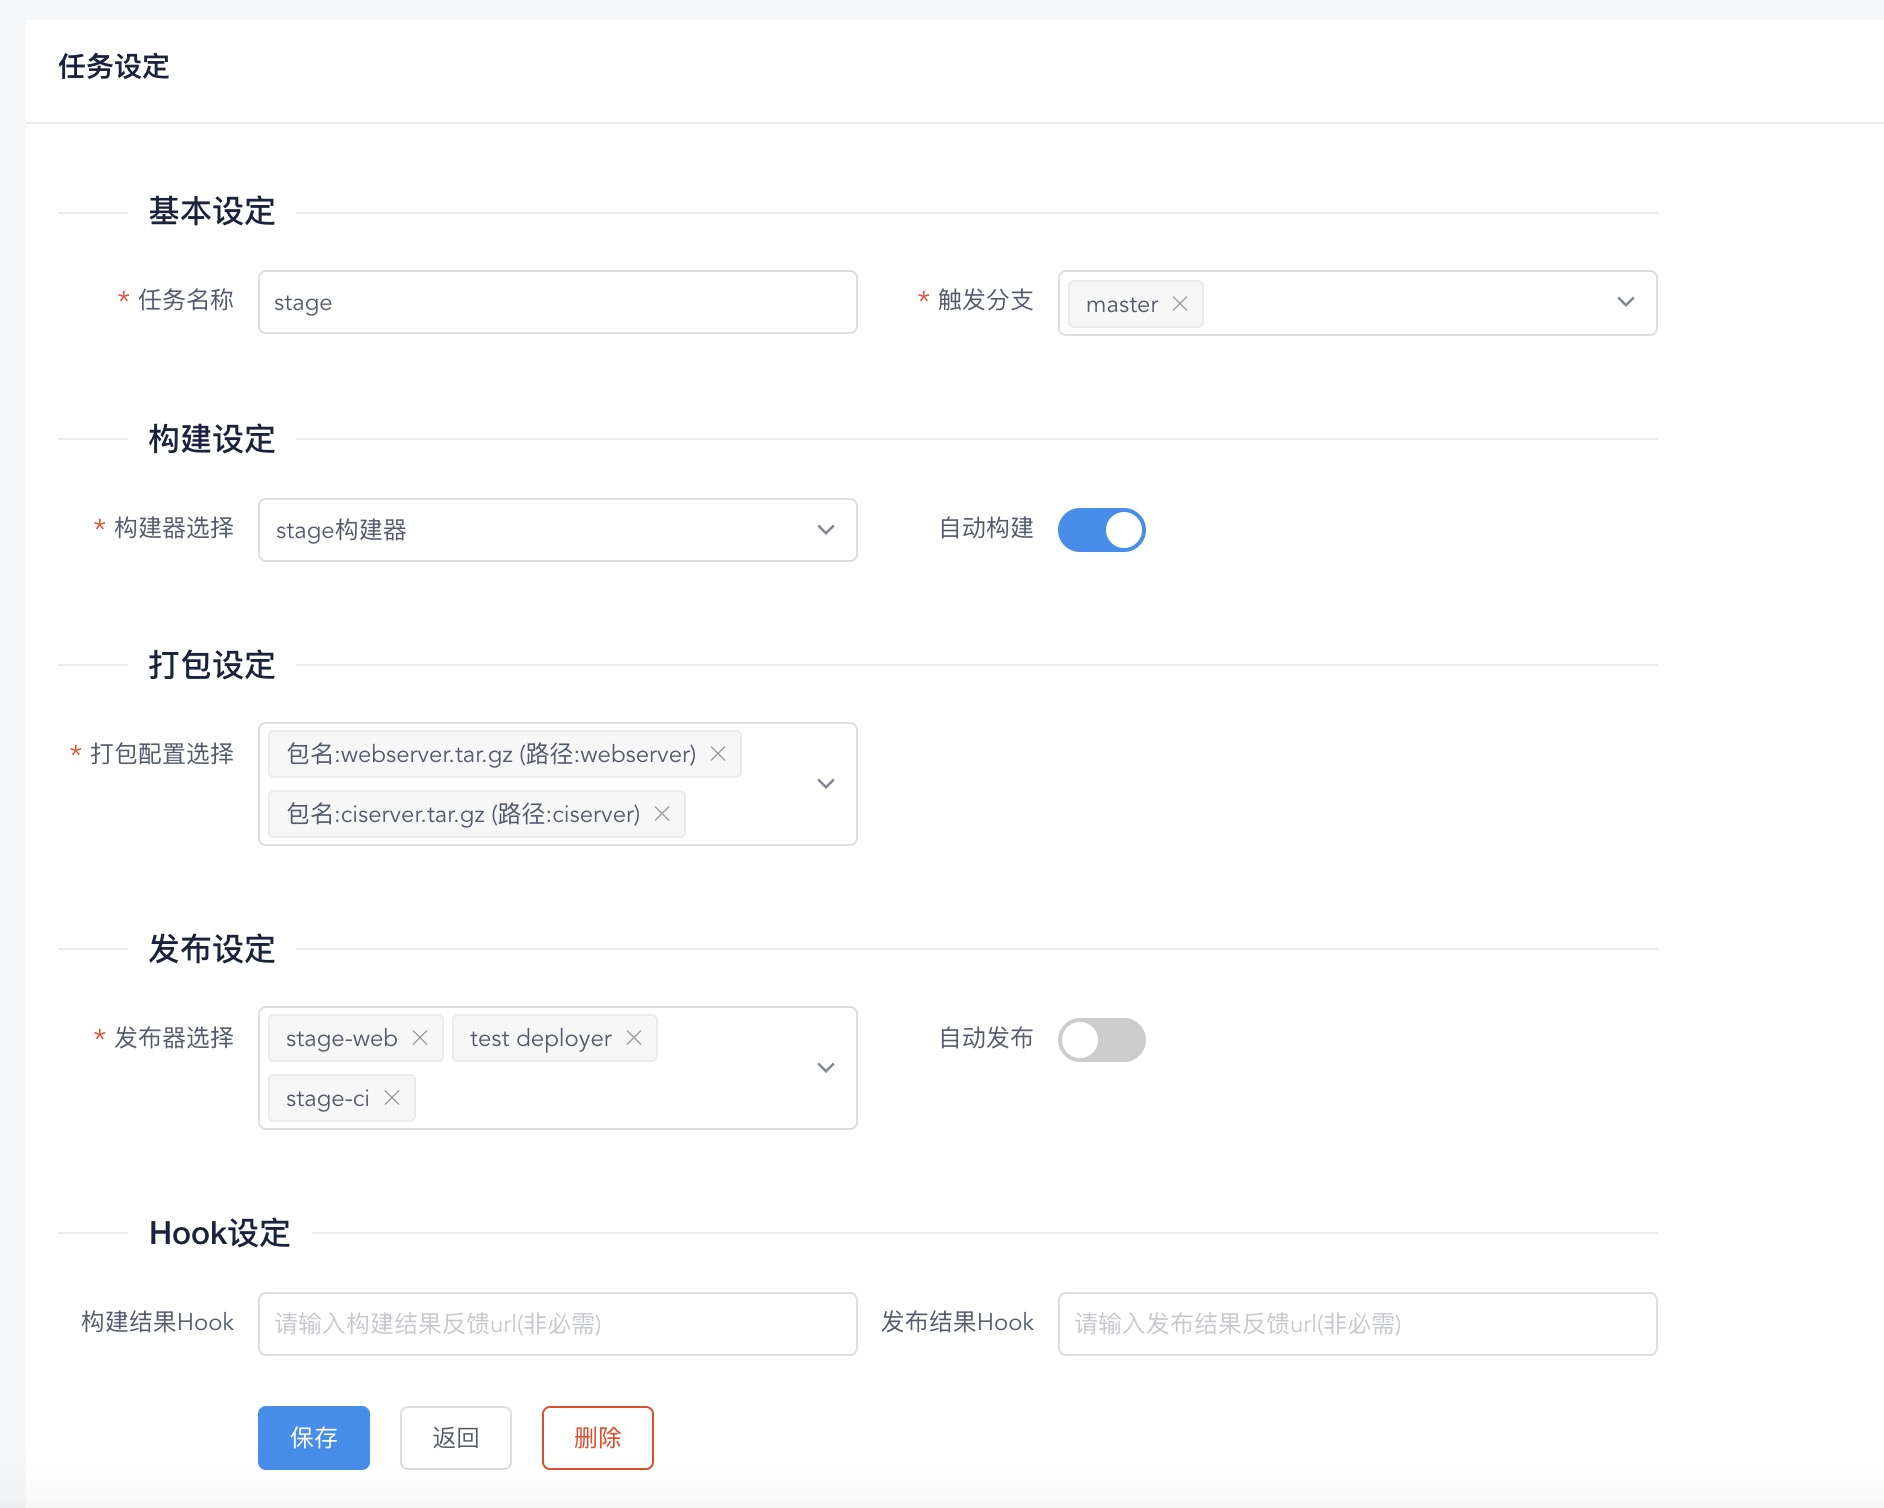 任务设定
基本设定
* 任务名称 stage * 触发分支 master
构建设定
* 构建器选择 stage构建器 自动构建
打包设定
* 打包配置选择 包名:webserver.tar.gz (路径:webserver)
包名:ciserver.tar.gz (路径:ciserver)
发布设定
* 发布器选择 stage-web test deployer 自动发布
stage-ci
Hook设定
构建结果Hook 请输入构建结果反馈url(非必需) 发布结果Hook 请输入发布结果反馈url(非必需)
保存 返回 删除